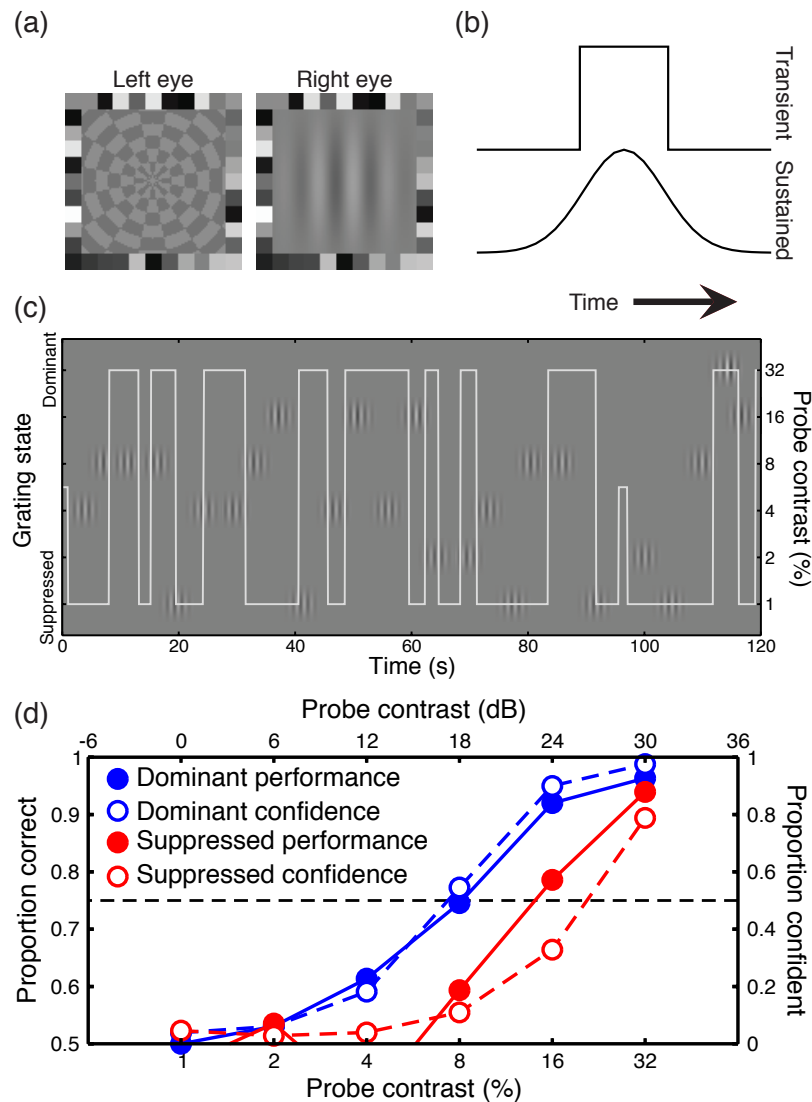 (a)
Left eye
Right eye
(b)
Transient
Sustained
Time
(c)
Grating state
Suppressed
Dominant
0
20
40
60
80
100
120
Time (s)
32
16
8
4
2
1
Probe contrast (%)
(d)
Probe contrast (dB)
-6
0
6
12
18
24
30
36
Dominant performance
Dominant confidence
Suppressed performance
Suppressed confidence
Proportion correct
1
0.9
0.8
0.7
0.6
0.5
Proportion confident
1
0.8
0.6
0.4
0.2
0
1
2
4
8
16
32
Probe contrast (%)